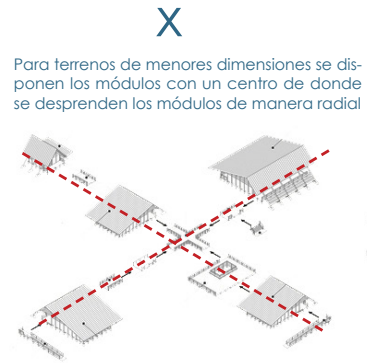 X
Para terrenos de menores dimensiones se dis-
ponen los módulos con un centro de donde
se desprenden los módulos de manera radial